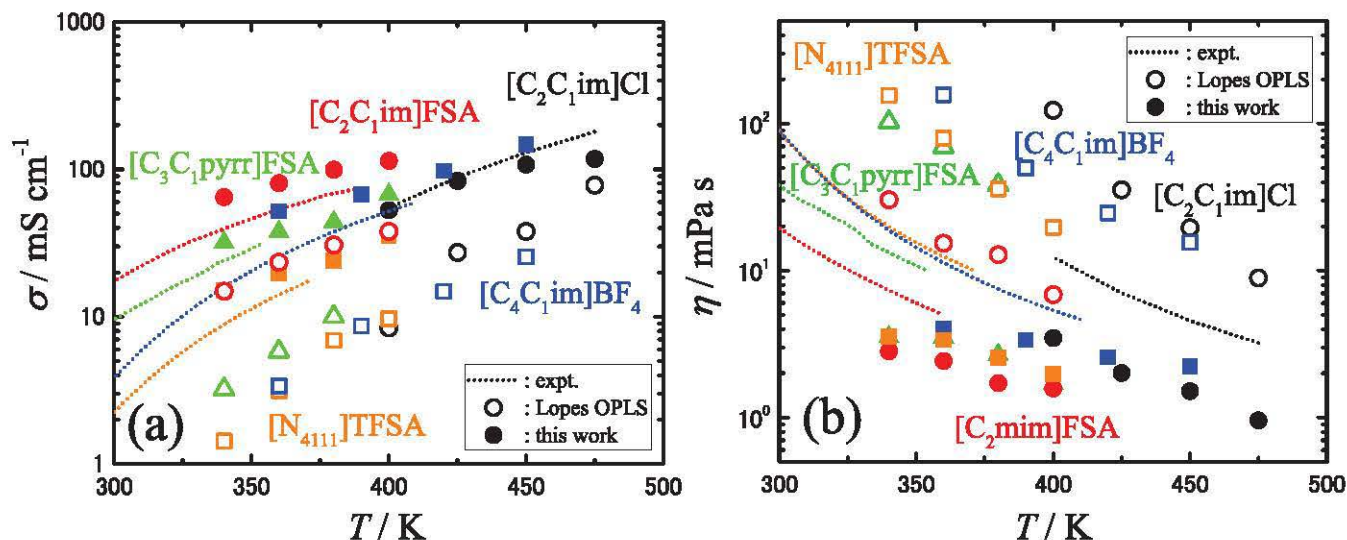 1000
100
10
1
σ / mS cm⁻¹
[C₂C₁im]Cl
[C₂C₁im]FSA
[C₃C₁pyrr]FSA
[C₄C₁im]BF₄
[N₄₁₁₁]TFSA
: expt.
: Lopes OPLS
: this work
(a)
300 350 400 450 500
T / K
10²
10¹
10⁰
η / mPa s
[N₄₁₁₁]TFSA
: expt.
: Lopes OPLS
: this work
[C₄C₁im]BF₄
[C₃C₁pyrr]FSA
[C₂C₁im]Cl
[C₂mim]FSA
(b)
300 350 400 450 500
T / K